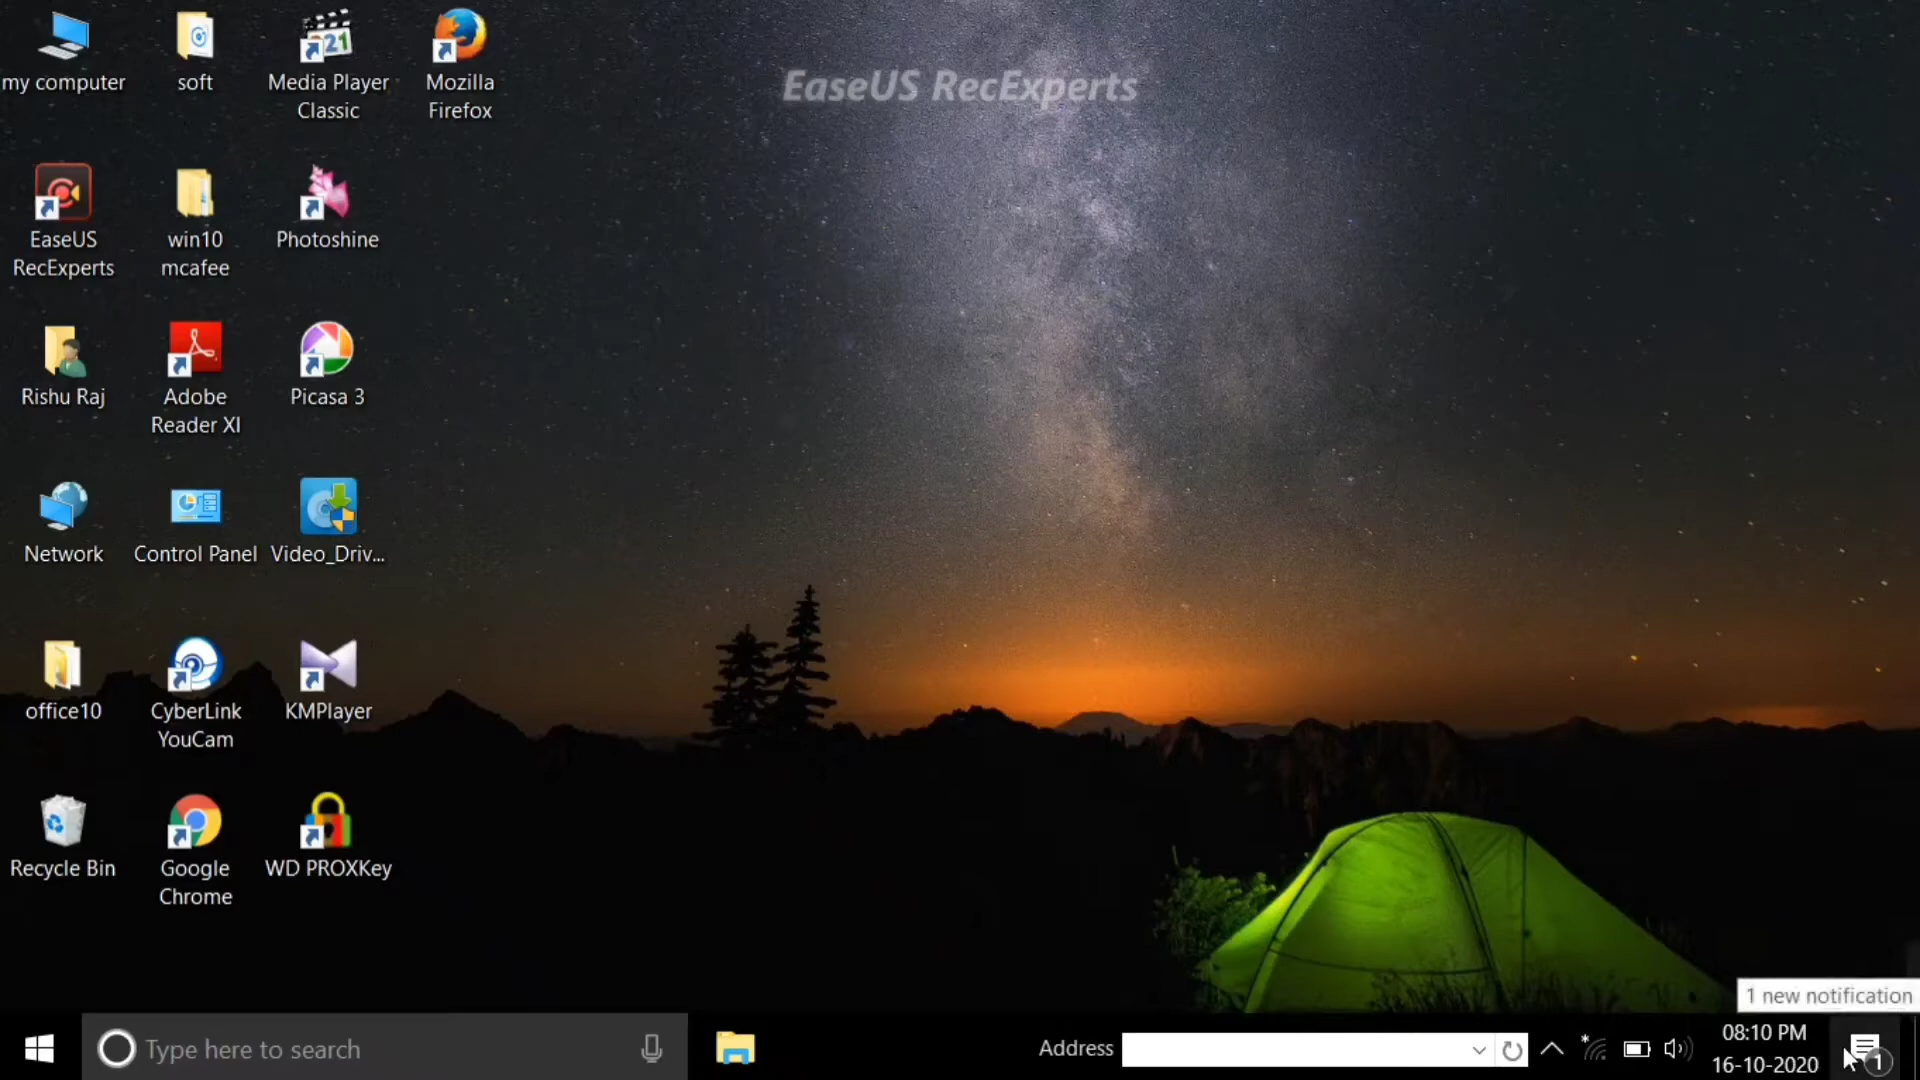 EaseUS RecExperts
my computer
soft
Media Player
Classic
321
Mozilla
Firefox
EaseUS
RecExperts
win10
mcafee
Photoshine
Rishu Raj
Adobe
Reader XI
Picasa 3
Network
Control Panel
Video_Driv...
office10
CyberLink
YouCam
KMPlayer
Recycle Bin
Google
Chrome
WD PROXKey
1 new notification
Type here to search
Address
08:10 PM
16-10-2020
1